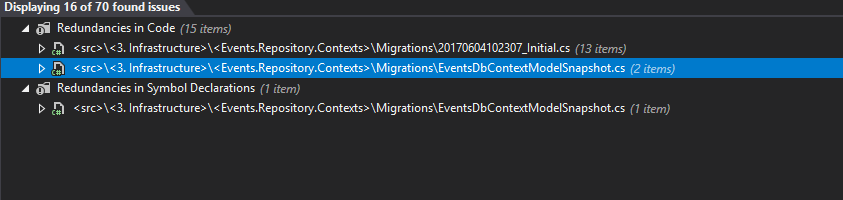 Displaying 16 of 70 found issues
Redundancies in Code (15 items)
<src>\<3. Infrastructure>\<Events.Repository.Contexts>\Migrations\20170604102307_Initial.cs (13 items)
<src>\<3. Infrastructure>\<Events.Repository.Contexts>\Migrations\EventsDbContextModelSnapshot.cs (2 items)
Redundancies in Symbol Declarations (1 item)
<src>\<3. Infrastructure>\<Events.Repository.Contexts>\Migrations\EventsDbContextModelSnapshot.cs (1 item)